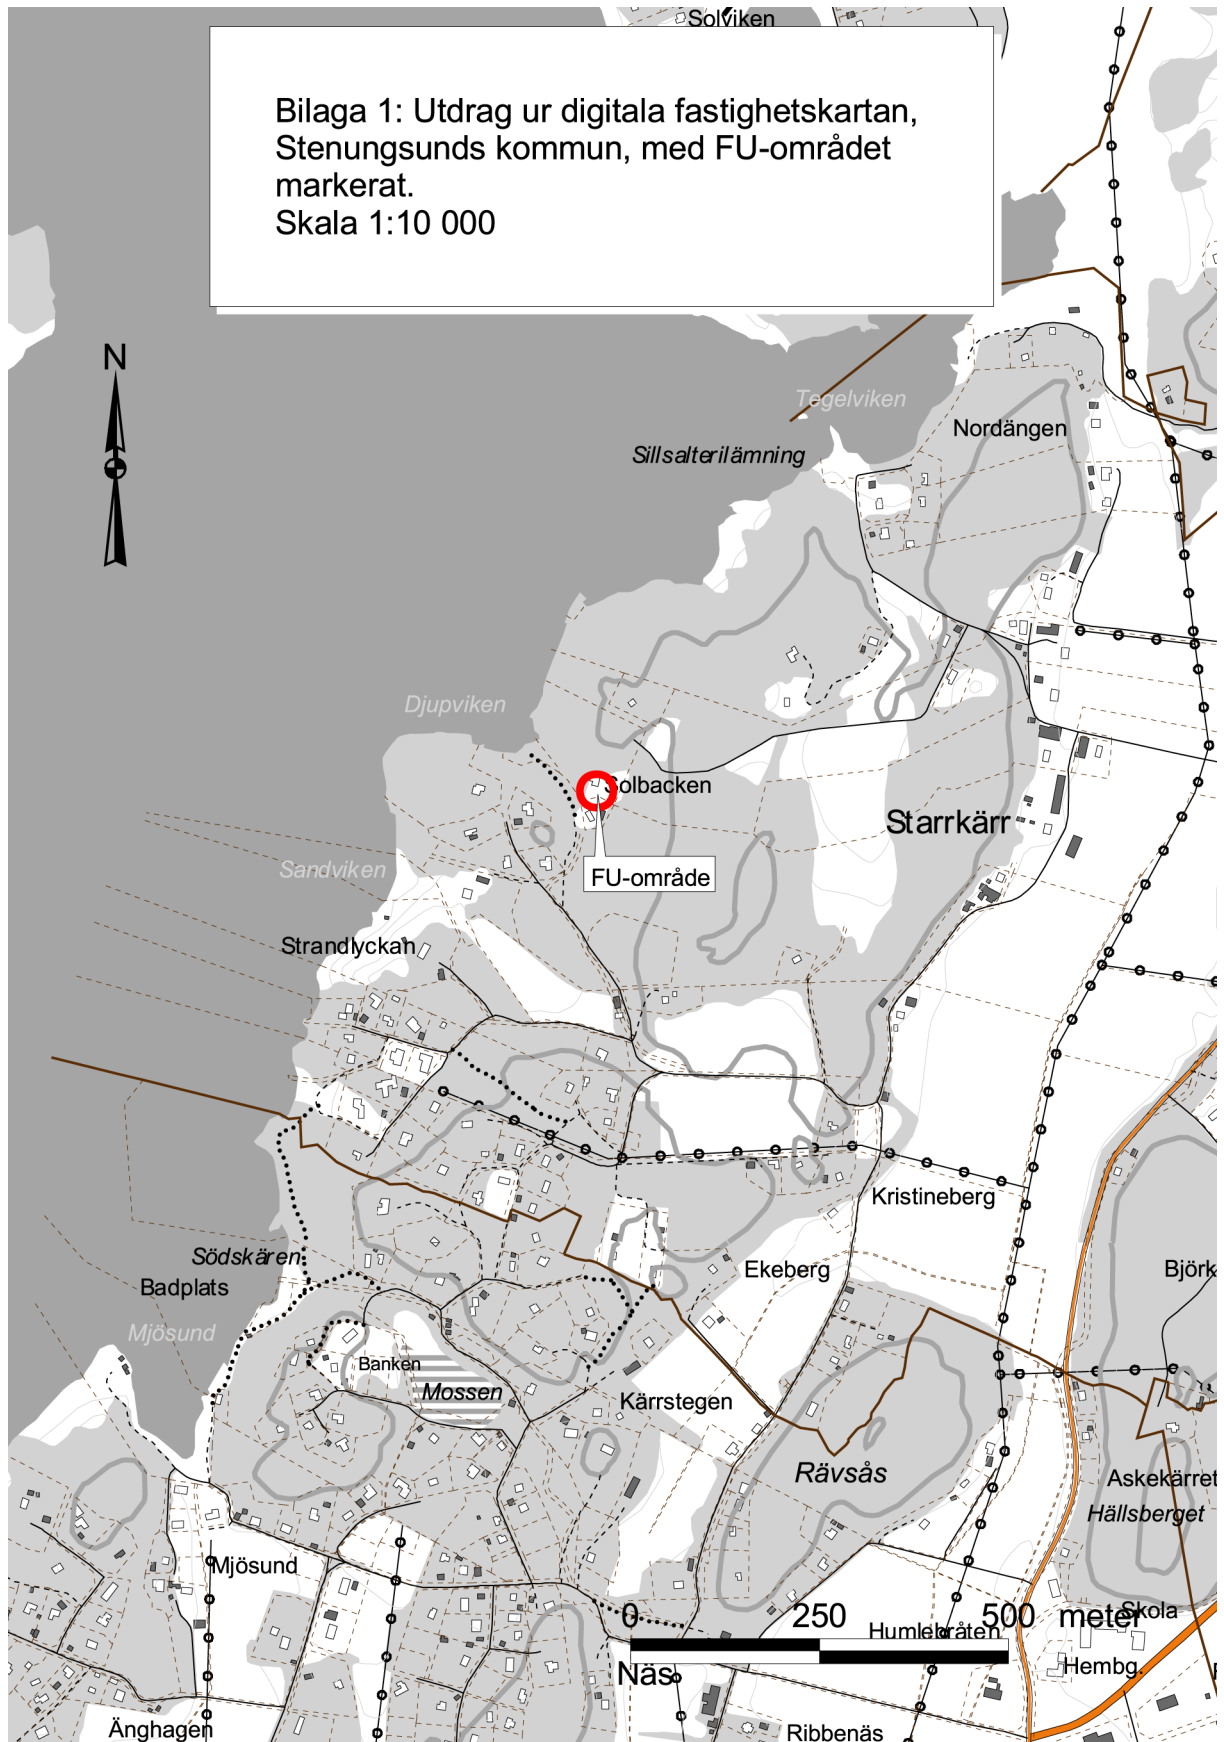 Solviken
Bilaga 1: Utdrag ur digitala fastighetskartan,
Stenungsunds kommun, med FU-området
markerat.
Skala 1:10 000
N
Tegelviken
Nordängen
Sillsalterilämning
Djupviken
Solbacken
Starrkärr
Sandviken
FU-område
Strandlyckan
Kristineberg
Södskären
Badplats
Ekeberg
Björk
Mjösund
Banken
Mossen
Kärrstegen
Rävsås
Askekärret
Hällsberget
Mjösund
0 250 500 meter
Skola
Humlebråten
Näs
Hembg.
Änghagen
Ribbenäs